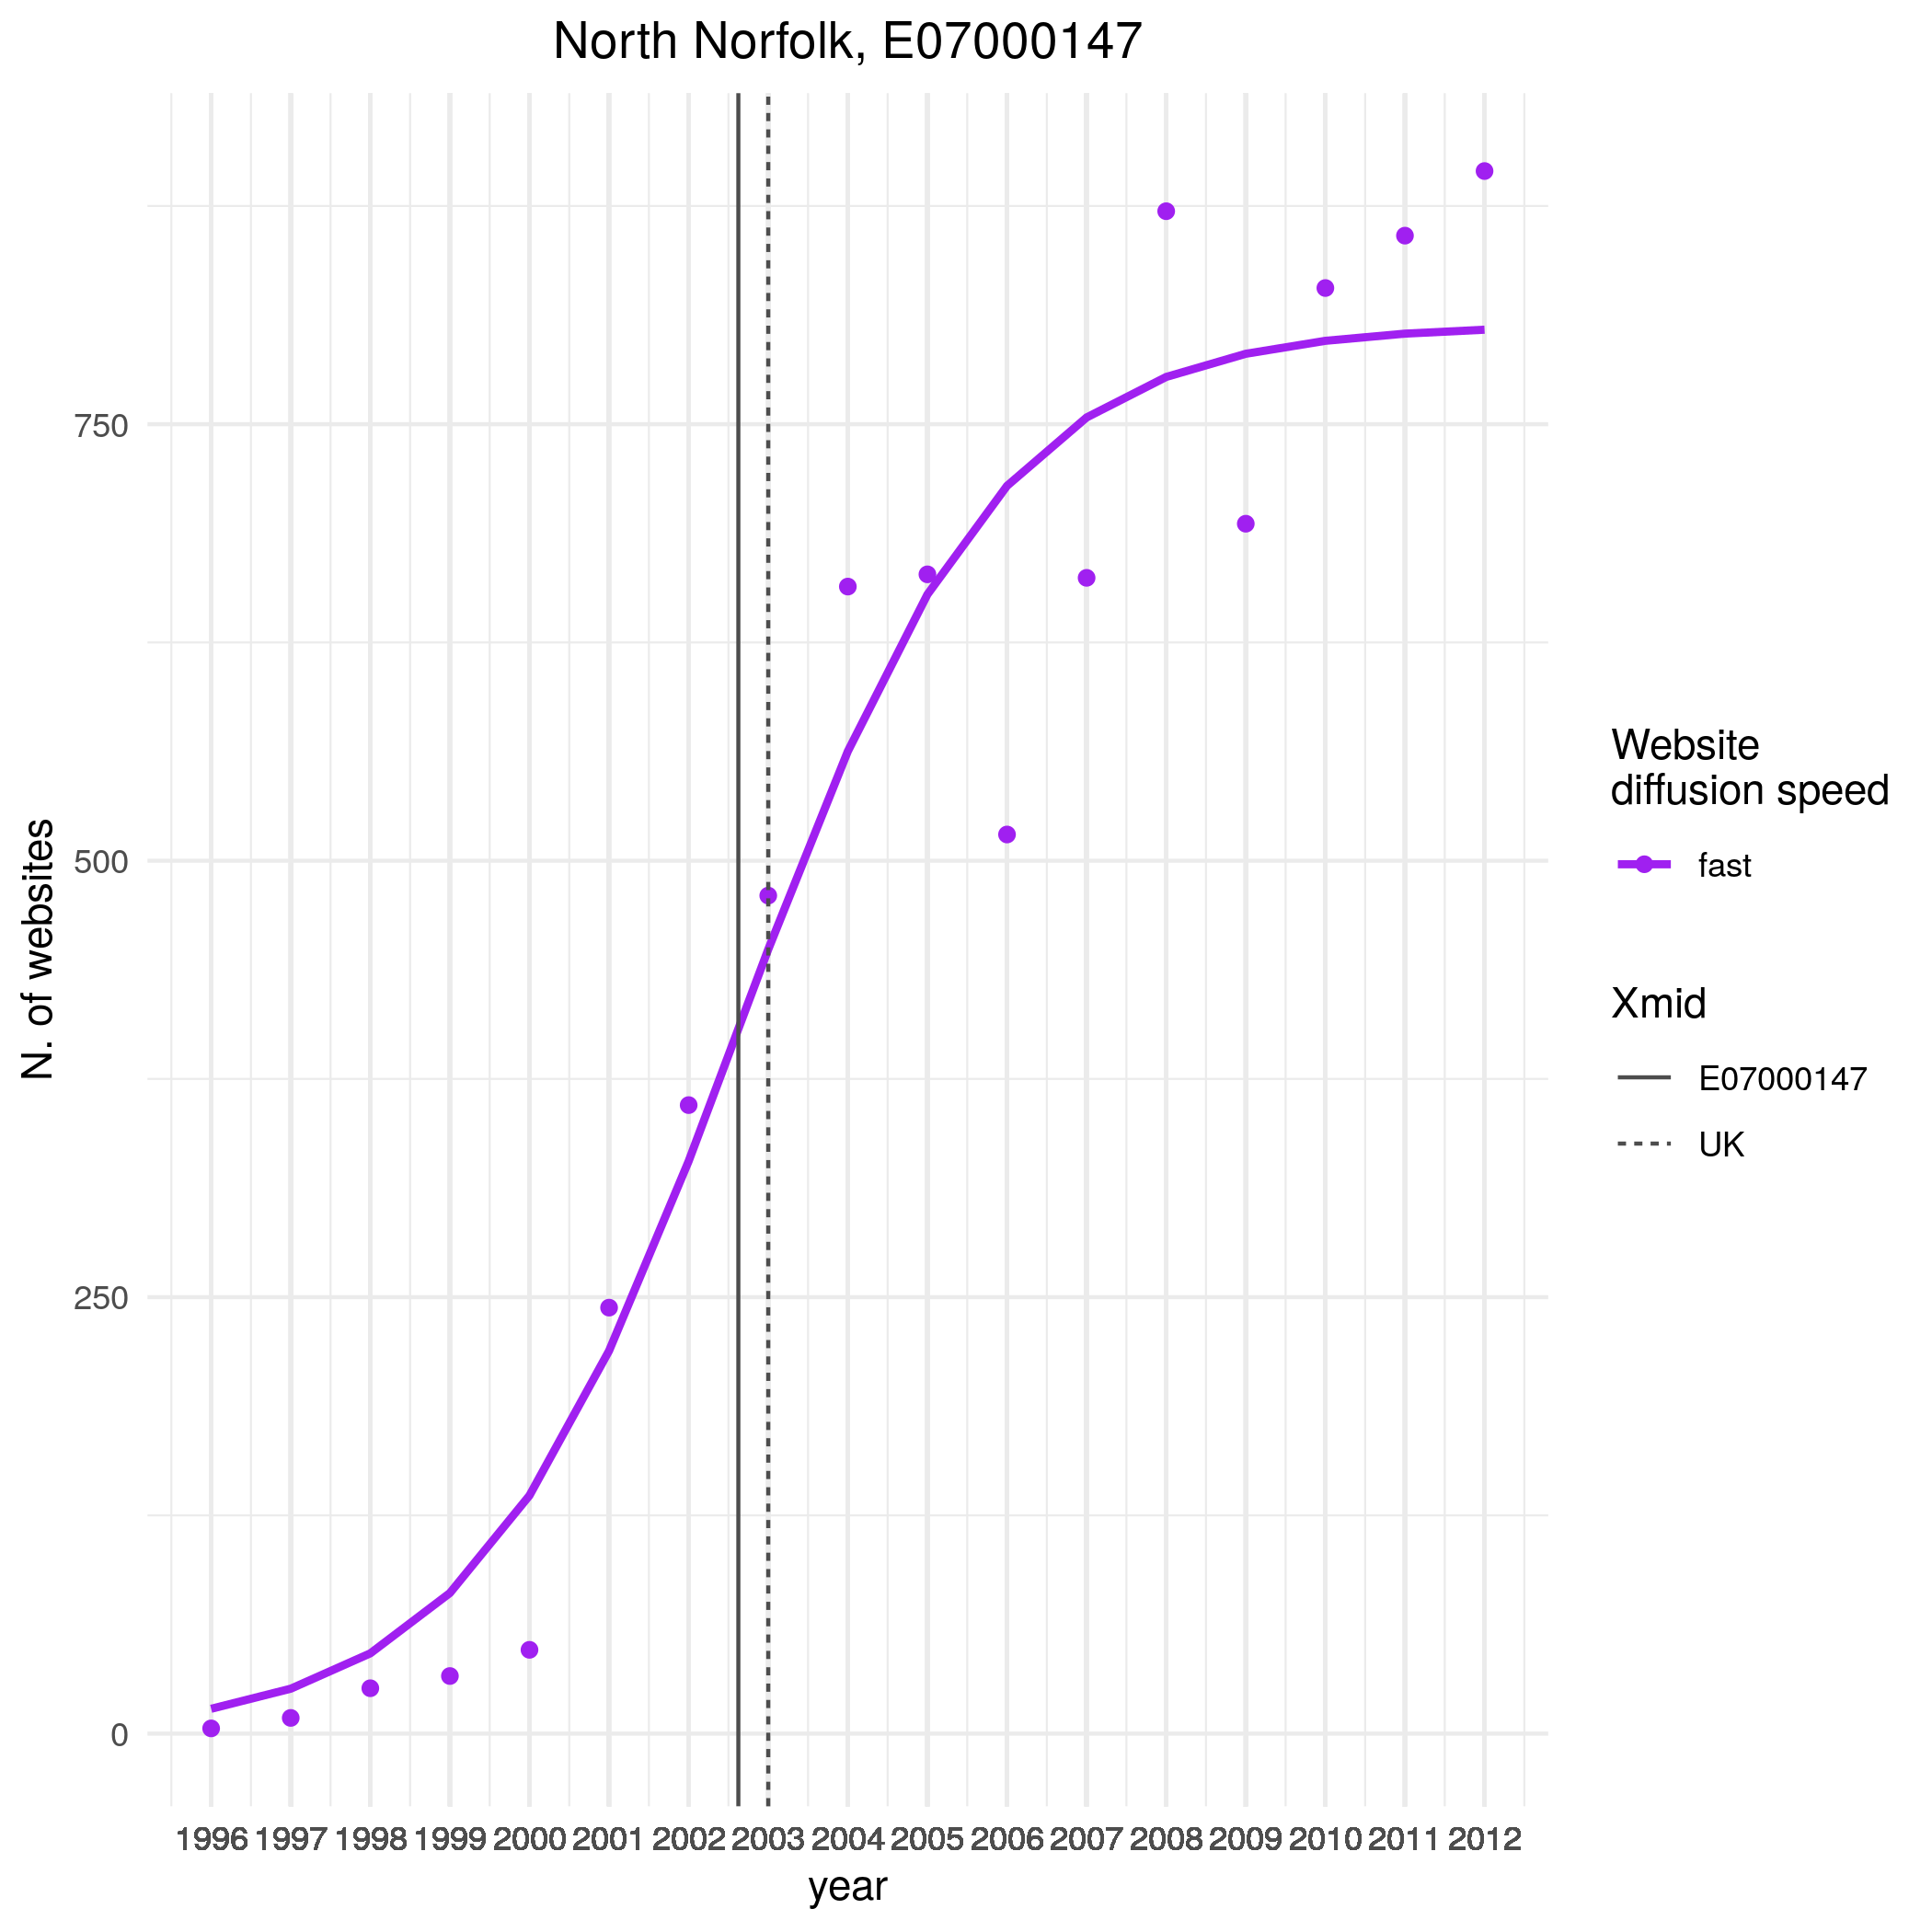 North Norfolk, E07000147
N. of websites
750
500
250
0
1996 1997 1998 1999 2000 2001 2002 2003 2004 2005 2006 2007 2008 2009 2010 2011 2012
year
Website
diffusion speed
fast
Xmid
E07000147
UK